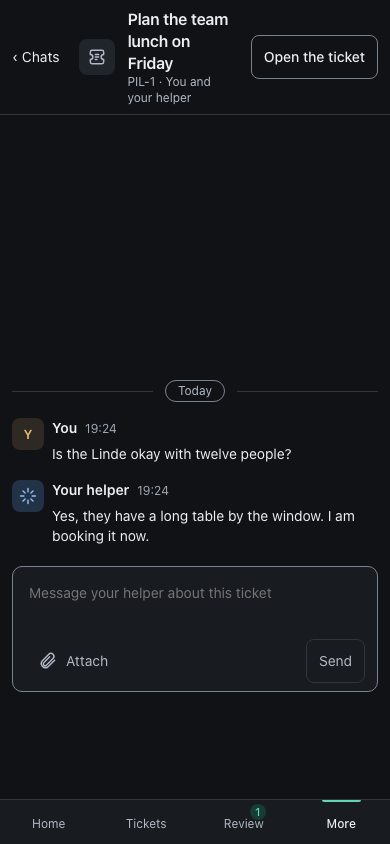 ‹ Chats
Plan the team
lunch on
Friday
PIL-1 · You and
your helper
Open the ticket
Today
Y
You 19:24
Is the Linde okay with twelve people?
Your helper 19:24
Yes, they have a long table by the window. I am
booking it now.
Message your helper about this ticket
Attach
Send
Home
Tickets
Review
1
More